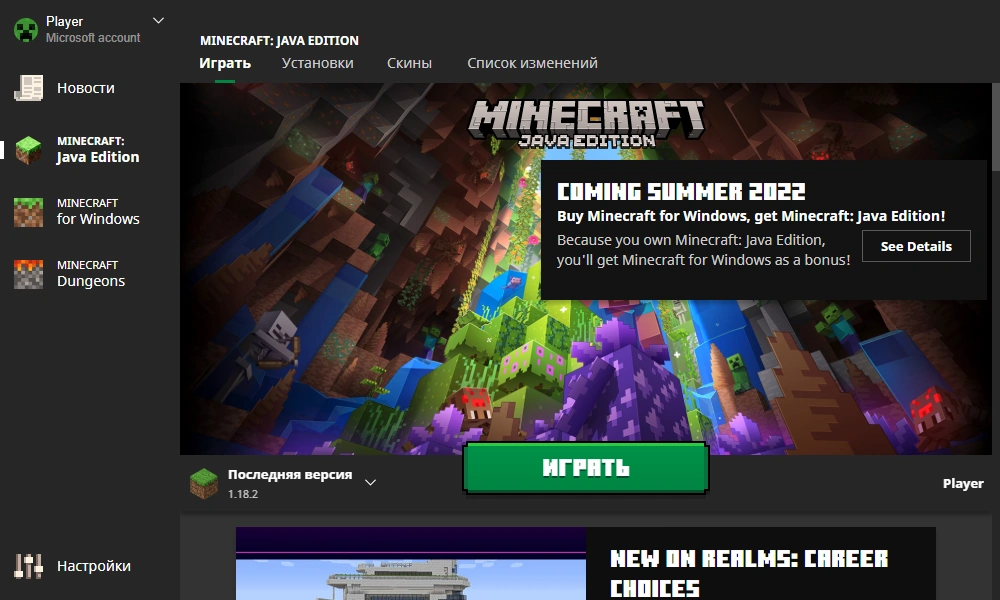 Player
Microsoft account
Новости
MINECRAFT:
Java Edition
MINECRAFT
for Windows
MINECRAFT
Dungeons
Настройки
MINECRAFT: JAVA EDITION
Играть
Установки
Скины
Список изменений
MINECRAFT
JAVA EDITION
COMING SUMMER 2022
Buy Minecraft for Windows, get Minecraft: Java Edition!
Because you own Minecraft: Java Edition,
you'll get Minecraft for Windows as a bonus!
See Details
Последняя версия
1.18.2
ИГРАТЬ
Player
NEW ON REALMS: CAREER
CHOICES